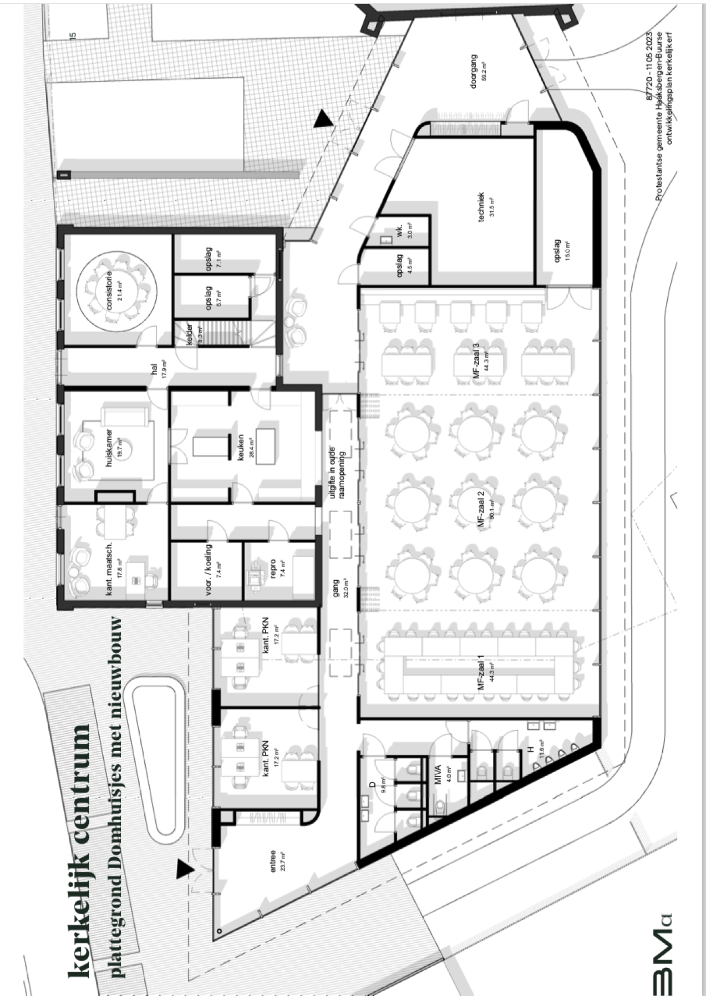 kerkelijk centrum
plattegrond Domhuisjes met nieuwbouw
15
87720 - 11 05 2023
Protestantse gemeente Haaksbergen-Buurse
ontwikkelingsplan kerkelijk erf
doorgang
59.2 m²
techniek
31.5 m²
wk.
3.0 m²
opslag
4.5 m²
opslag
15.0 m²
consistorie
21.4 m²
opslag
7.1 m²
opslag
5.7 m²
kelder
3.3 m²
hal
17.9 m²
huiskamer
19.7 m²
keuken
28.4 m²
uitgifte in oude
raamopening
kant. maatsch.
17.8 m²
voor. / koeling
7.4 m²
repro
7.4 m²
gang
32.0 m²
MF-zaal 3
44.3 m²
MF-zaal 2
90.1 m²
MF-zaal 1
44.3 m²
kant. PKN
17.2 m²
kant. PKN
17.2 m²
entree
23.7 m²
D
9.8 m²
MIVA
4.0 m²
H
11.6 m²
BMa